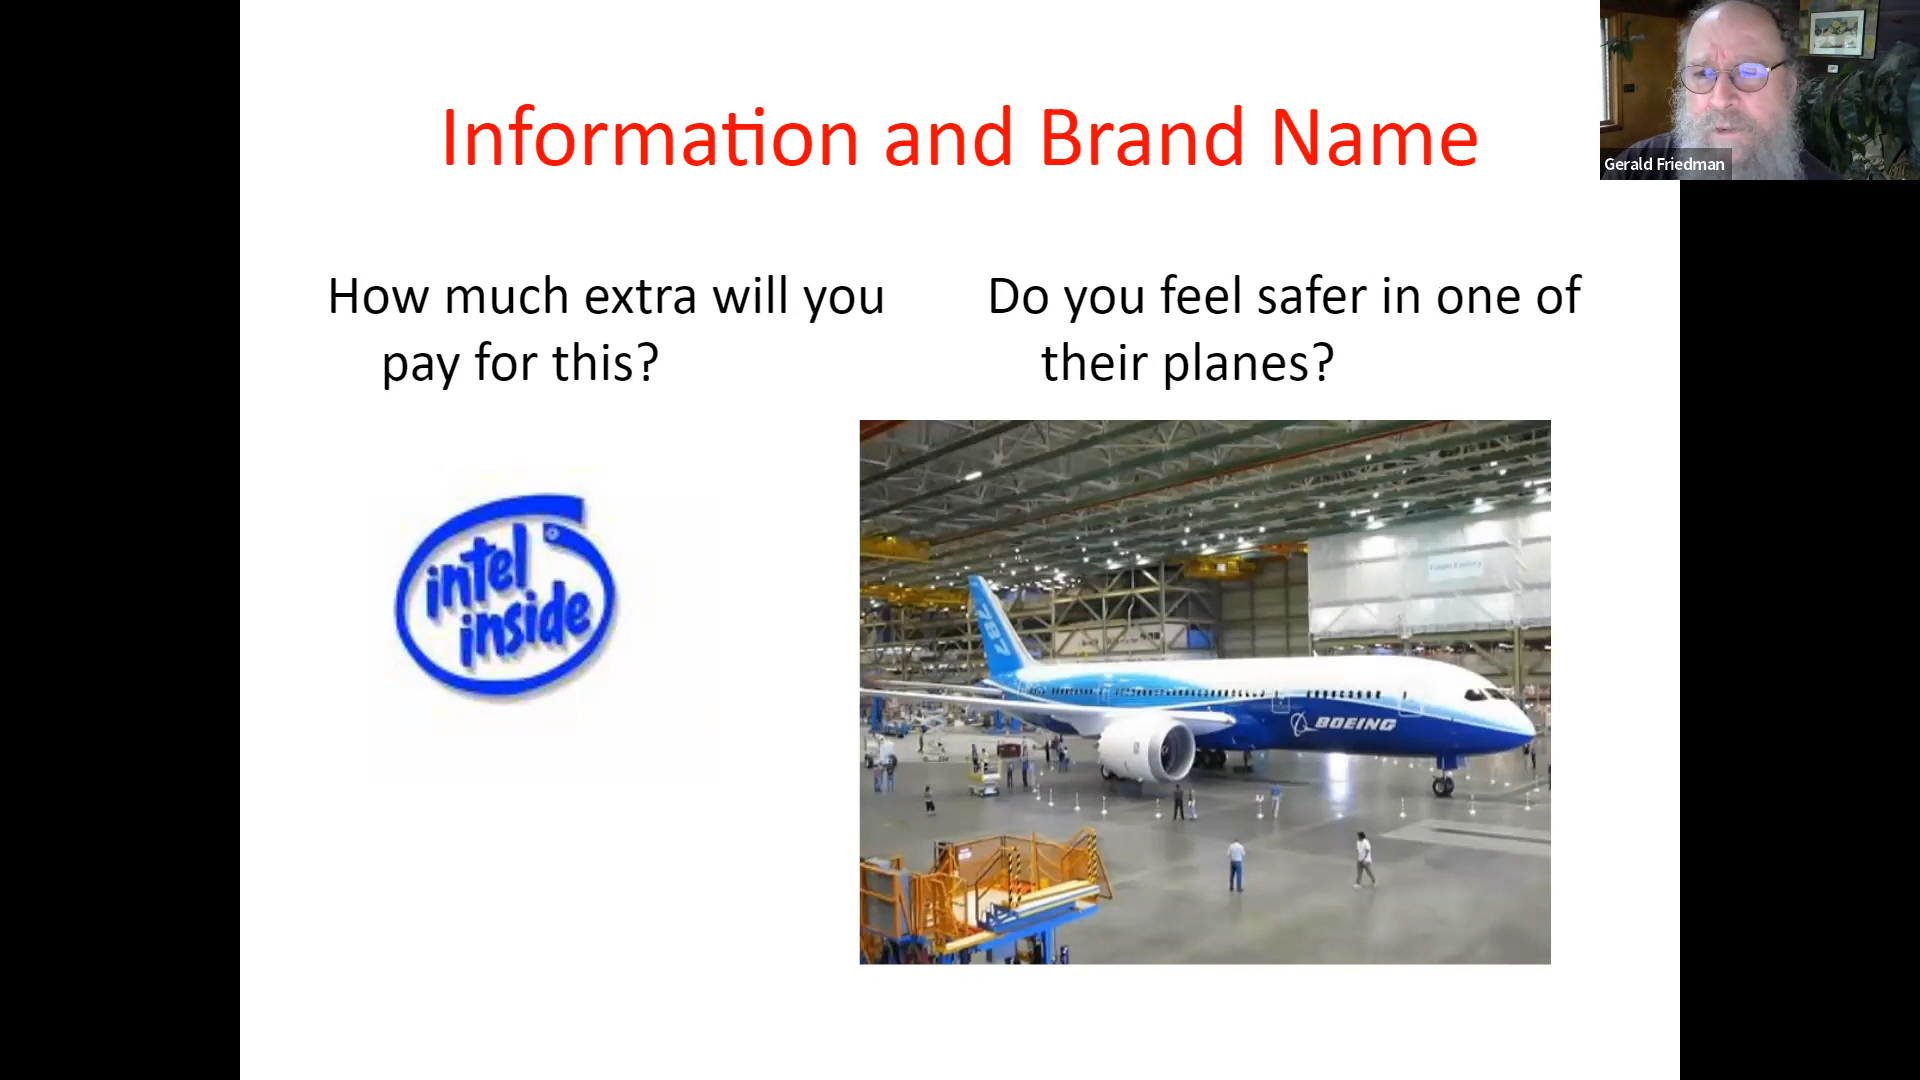 Information and Brand Name
Gerald Friedman
How much extra will you
pay for this?
Do you feel safer in one of
their planes?
intel
inside
787
BOEING